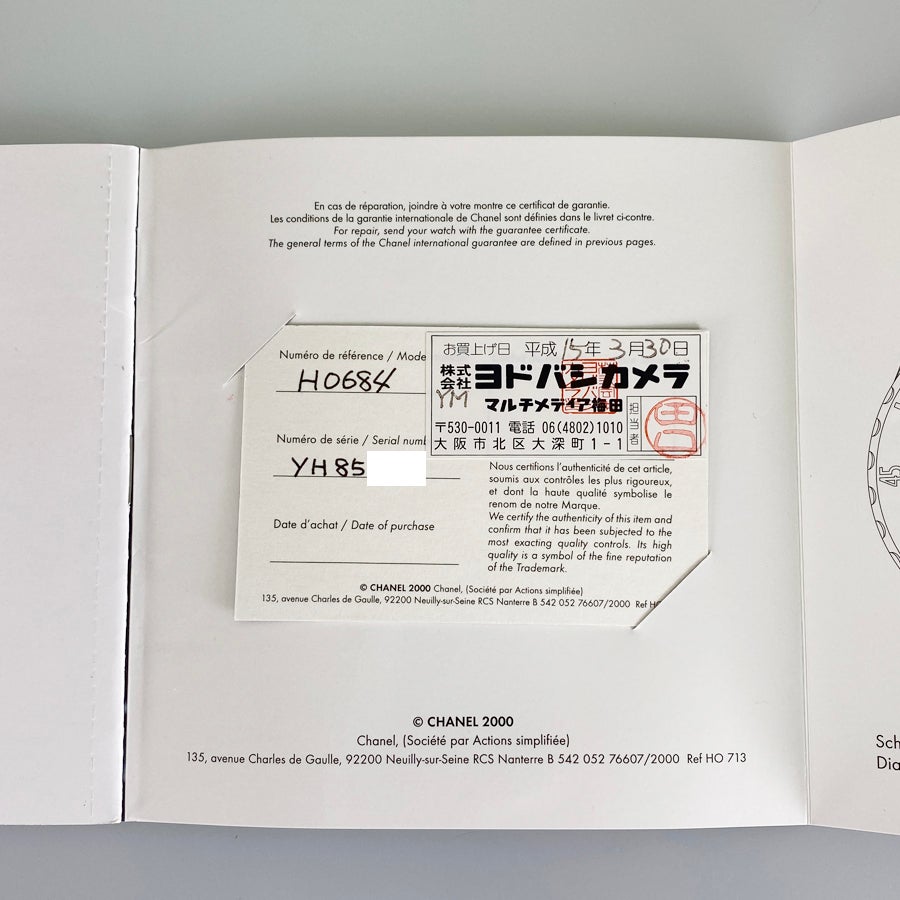 En cas de réparation, joindre à votre montre ce certificat de garantie.
Les conditions de la garantie internationale de Chanel sont définies dans le livret ci-contre.
For repair, send your watch with the guarantee certificate.
The general terms of the Chanel international guarantee are defined in previous pages.
Numéro de référence / Mode
H0684
Numéro de série / Serial numb
YH85
Date d'achat / Date of purchase
お買上げ日 平成15年3月30日
株式会社 ヨドバシカメラ
YM
マルチメディア梅田
担当者
〒530-0011 電話 06(4802)1010
大阪市北区大深町1-1
Nous certifions l'authenticité de cet article,
soumis aux contrôles les plus rigoureux,
et dont la haute qualité symbolise le
renom de notre Marque.
We certify the authenticity of this item and
confirm that it has been subjected to the
most exacting quality controls. Its high
quality is a symbol of the fine reputation
of the Trademark.
© CHANEL 2000 Chanel, (Société par Actions simplifiée)
135, avenue Charles de Gaulle, 92200 Neuilly-sur-Seine RCS Nanterre B 542 052 76607/2000 Ref H
© CHANEL 2000
Chanel, (Société par Actions simplifiée)
135, avenue Charles de Gaulle, 92200 Neuilly-sur-Seine RCS Nanterre B 542 052 76607/2000 Ref HO 713
45
Sch
Dia